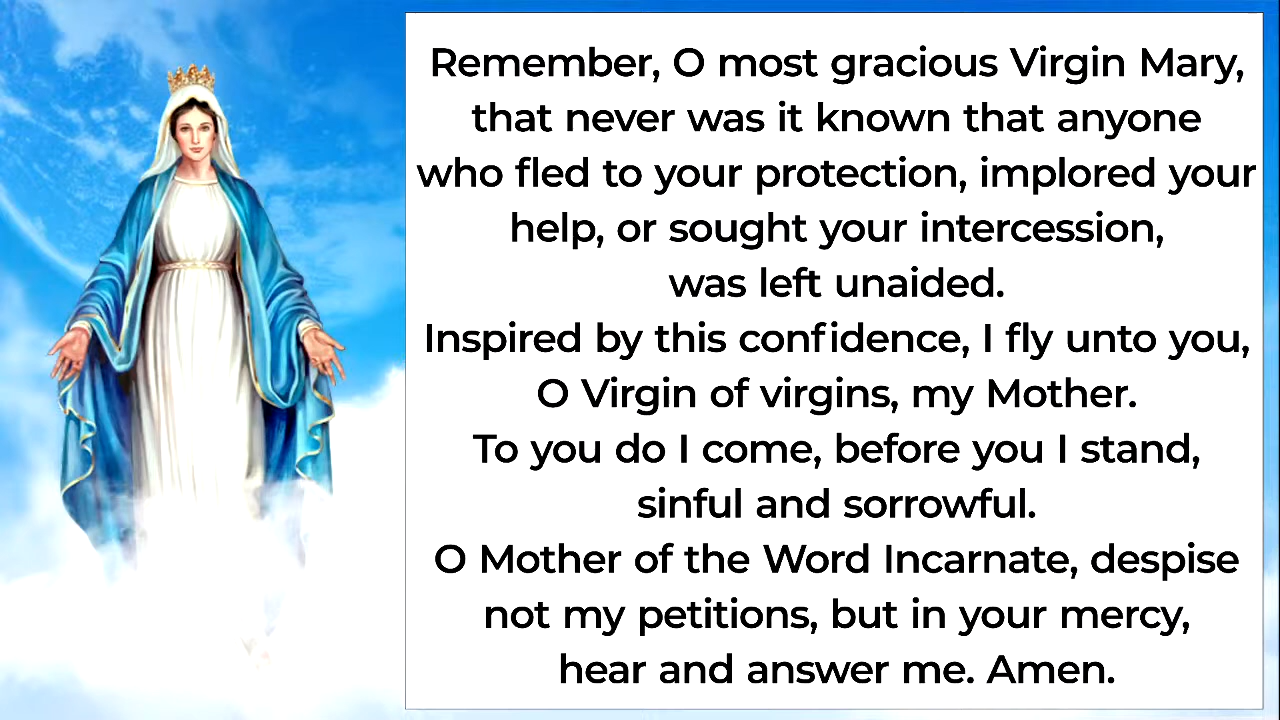 Remember, O most gracious Virgin Mary,
that never was it known that anyone
who fled to your protection, implored your
help, or sought your intercession,
was left unaided.
Inspired by this confidence, I fly unto you,
O Virgin of virgins, my Mother.
To you do I come, before you I stand,
sinful and sorrowful.
O Mother of the Word Incarnate, despise
not my petitions, but in your mercy,
hear and answer me. Amen.